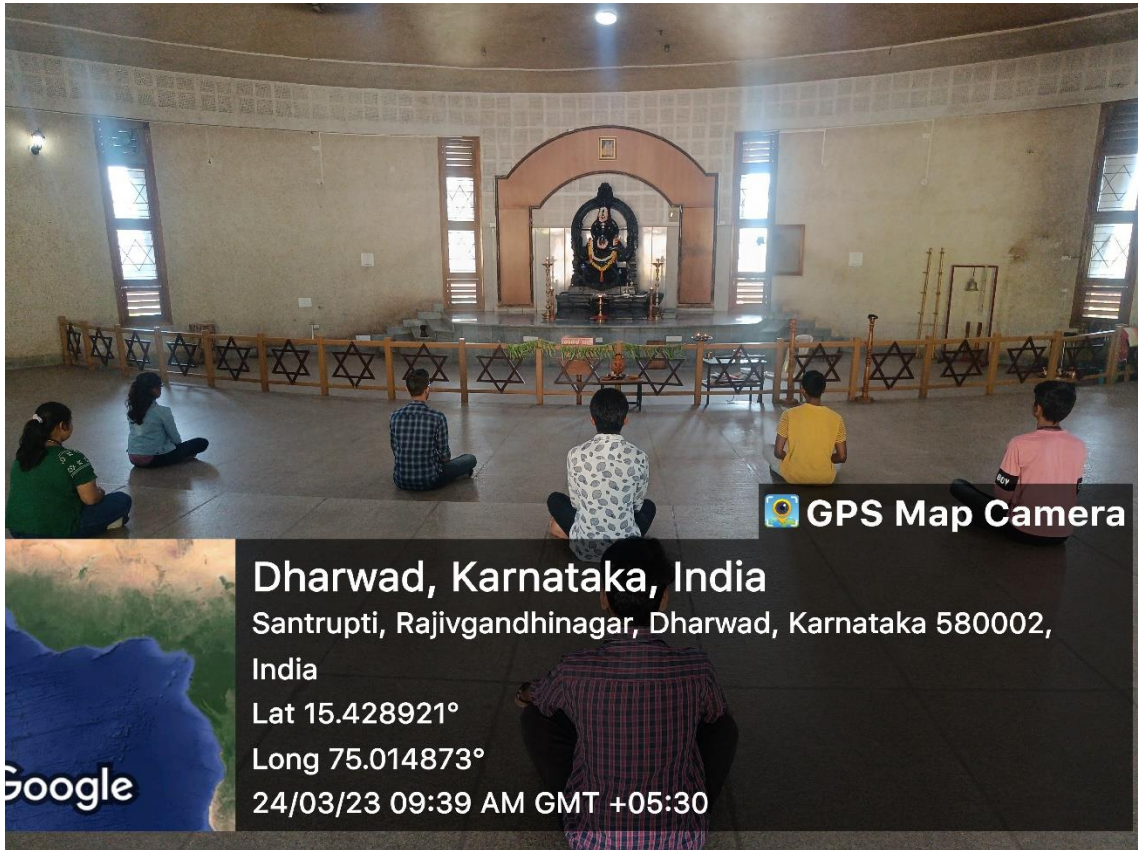 GPS Map Camera
Dharwad, Karnataka, India
Santrupti, Rajivgandhinagar, Dharwad, Karnataka 580002,
India
Lat 15.428921°
Long 75.014873°
24/03/23 09:39 AM GMT +05:30
Google